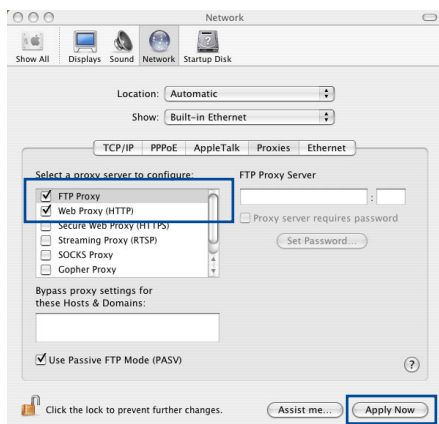 Network
Show All Displays Sound Network Startup Disk
Location: Automatic
Show: Built-in Ethernet
TCP/IP PPPoE AppleTalk Proxies Ethernet
Select a proxy server to configure: FTP Proxy Server
FTP Proxy :
Web Proxy (HTTP) Proxy server requires password
Secure Web Proxy (HTTPS)
Streaming Proxy (RTSP) Set Password...
SOCKS Proxy
Gopher Proxy
Bypass proxy settings for
these Hosts & Domains:
Use Passive FTP Mode (PASV) ?
Click the lock to prevent further changes. Assist me... Apply Now